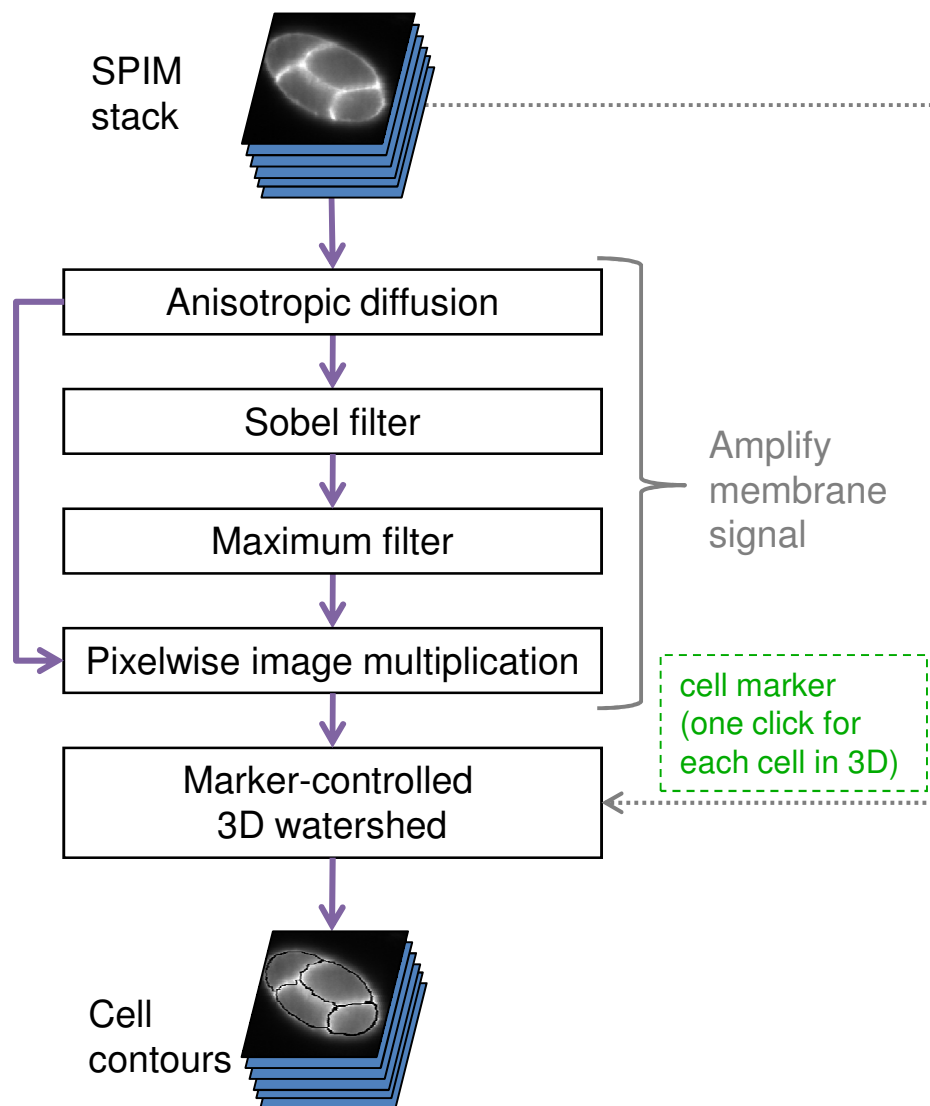 SPIM
stack
Anisotropic diffusion
Sobel filter
Maximum filter
Pixelwise image multiplication
Amplify
membrane
signal
cell marker
(one click for
each cell in 3D)
Marker-controlled
3D watershed
Cell
contours